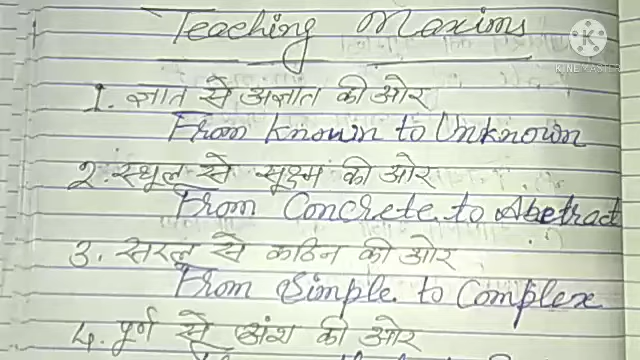 Teaching Maxims
KINEMASTER
1. ज्ञात से अज्ञात की ओर
From Known to Unknown
2. स्थूल से सूक्ष्म की ओर
From Concrete to Abstract
3. सरल से कठिन की ओर
From Simple to Complex
4. पूर्ण से अंश की ओर